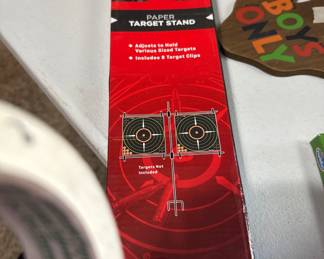 PAPER
TARGET STAND
Adjusts to Hold
Various Sized Targets
Includes 8 Target Clips
Targets Not
Included
BOYS
ONLY